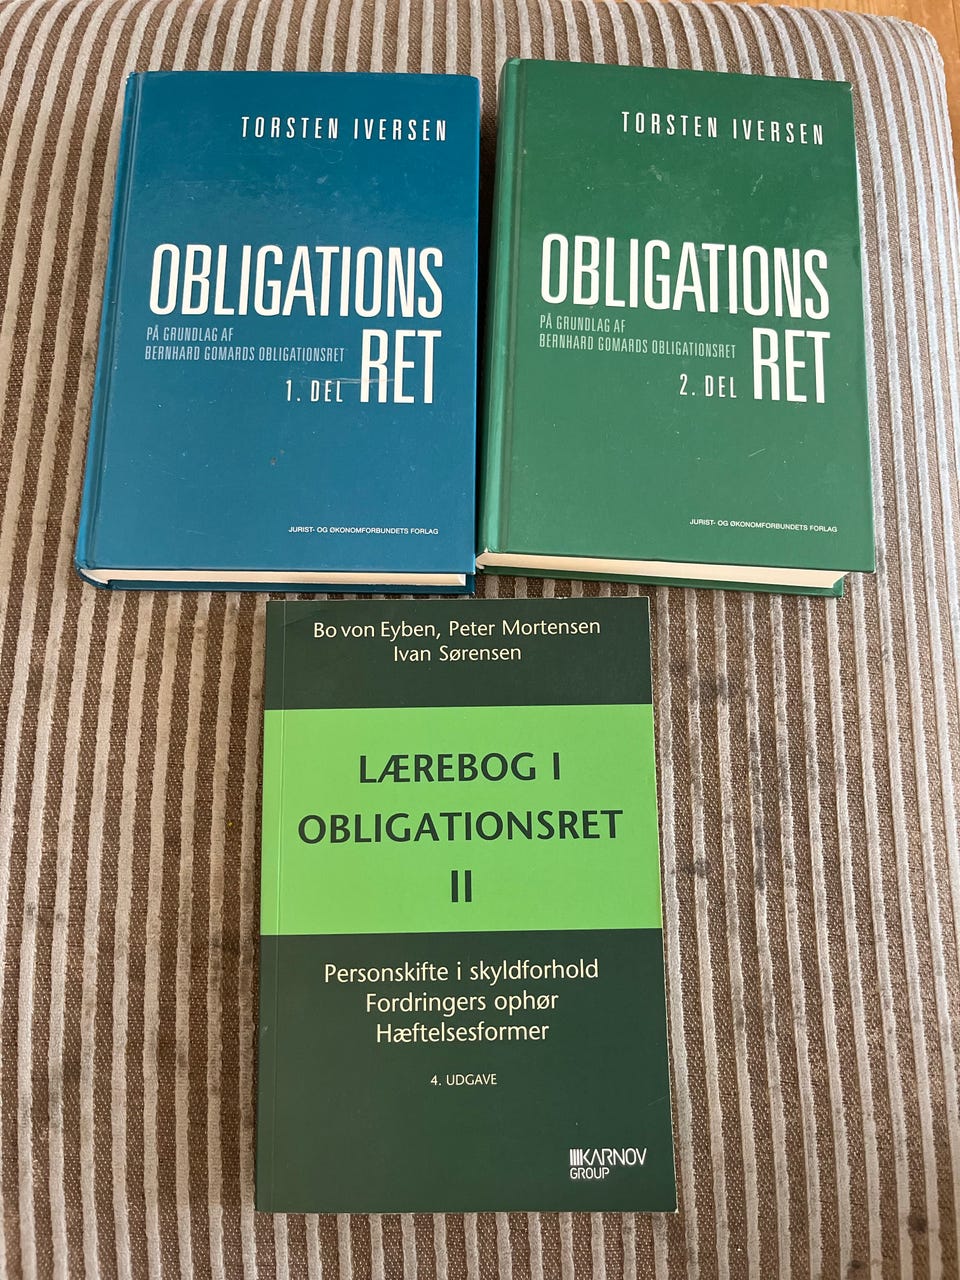 TORSTEN IVERSEN
OBLIGATIONS
PÅ GRUNDLAG AF
BERNHARD GOMARDS OBLIGATIONSRET
RET
1. DEL
JURIST- OG ØKONOMFORBUNDETS FORLAG
TORSTEN IVERSEN
OBLIGATIONS
PÅ GRUNDLAG AF
BERNHARD GOMARDS OBLIGATIONSRET
RET
2. DEL
JURIST- OG ØKONOMFORBUNDETS FORLAG
Bo von Eyben, Peter Mortensen
Ivan Sørensen
LÆREBOG I
OBLIGATIONSRET
II
Personskifte i skyldforhold
Fordringers ophør
Hæftelsesformer
4. UDGAVE
KARNOV
GROUP